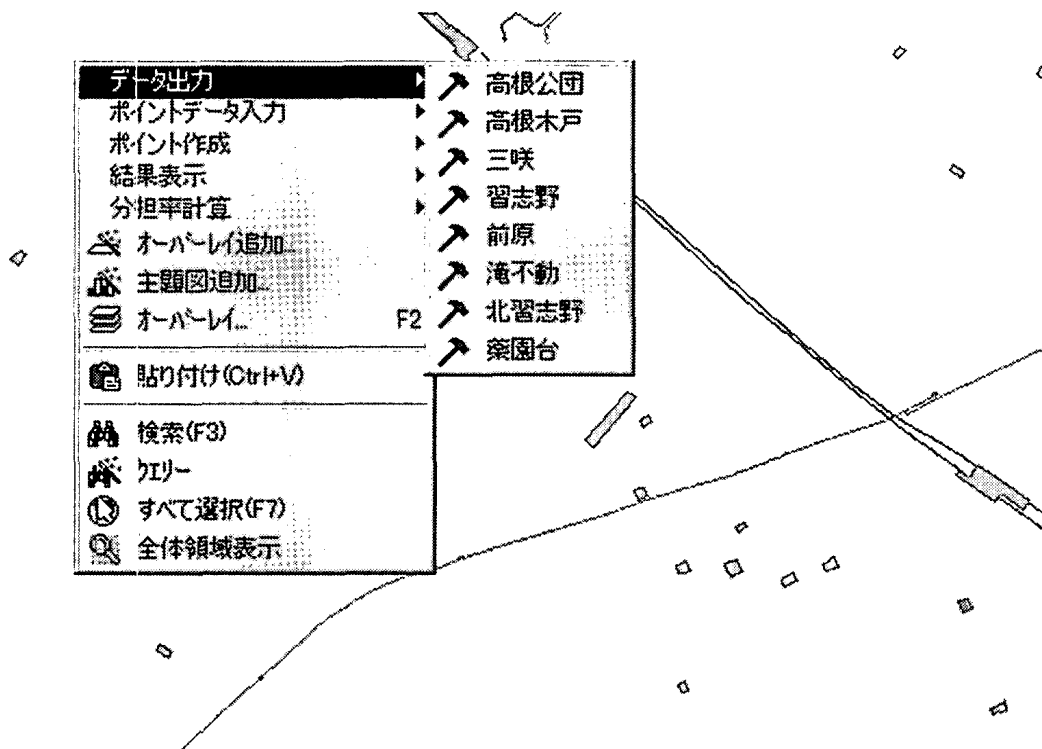 データ出力
ポイントデータ入力
ポイント作成
結果表示
分担率計算
オーバーレイ追加...
主題図追加...
オーバーレイ... F2
貼り付け(Ctrl+V)
検索(F3)
クエリー
すべて選択(F7)
全体領域表示
高根公団
高根木戸
三咲
習志野
前原
滝不動
北習志野
薬園台